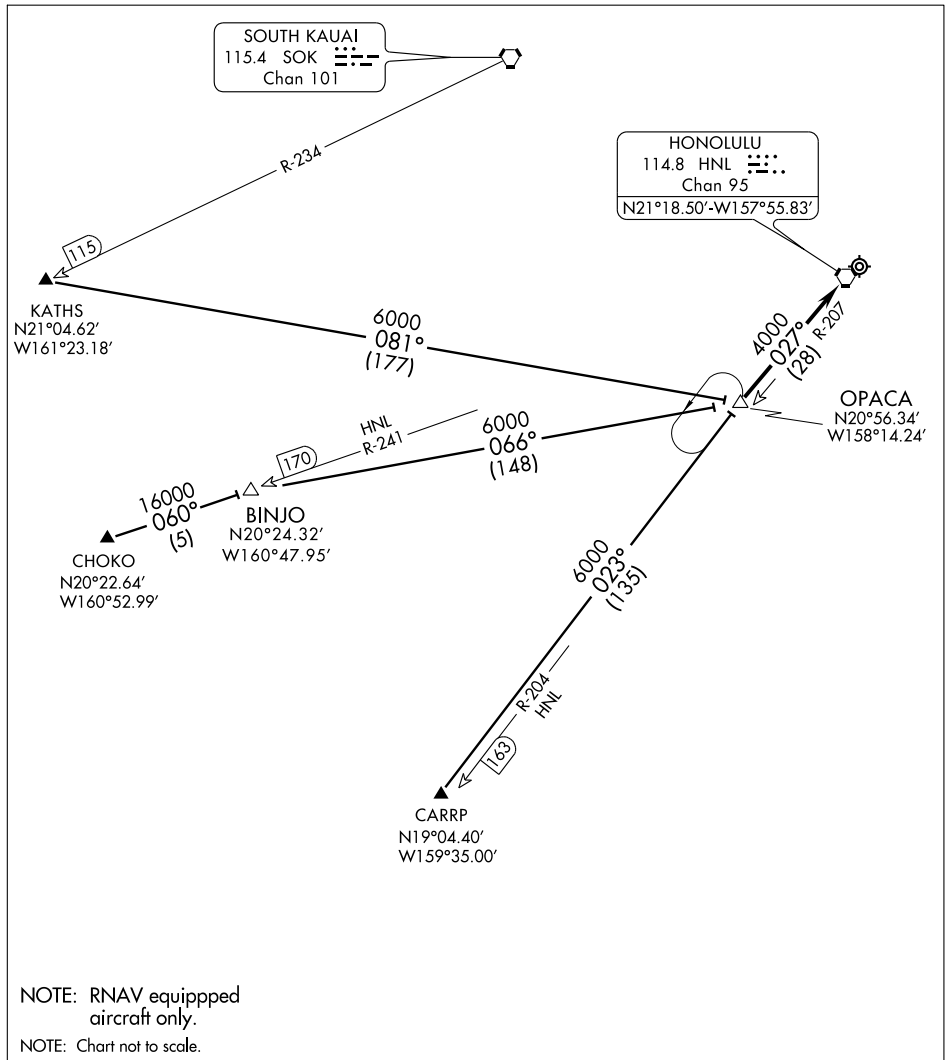 SOUTH KAUAI
115.4 SOK
Chan 101
R-234
HONOLULU
114.8 HNL
Chan 95
N21°18.50′-W157°55.83′
115
KATHS
N21°04.62′
W161°23.18′
6000
081°
(177)
4000
027°
(28)
R-207
OPACA
N20°56.34′
W158°14.24′
HNL
R-241
170
6000
066°
(148)
16000
060°
(5)
BINJO
N20°24.32′
W160°47.95′
CHOKO
N20°22.64′
W160°52.99′
6000
023°
(135)
R-204
HNL
163
CARRP
N19°04.40′
W159°35.00′
NOTE: RNAV equippped
aircraft only.
NOTE: Chart not to scale.